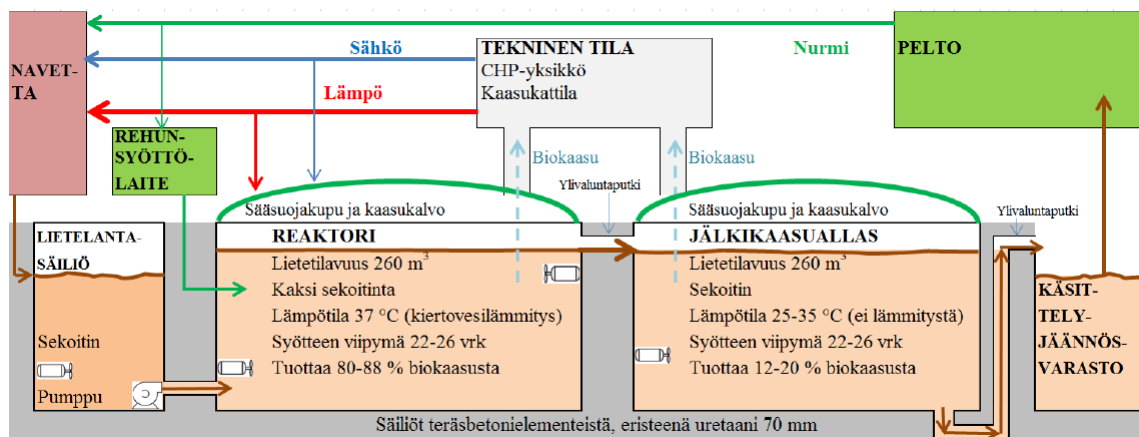 NAVET-
TA
Sähkö
Lämpö
TEKNINEN TILA
CHP-yksikkö
Kaasukattila
Nurmi
PELTO
REHUN-
SYÖTTÖ-
LAITE
Biokaasu
Ylivaluntaputki
Biokaasu
Sääsuojakupu ja kaasukalvo
Sääsuojakupu ja kaasukalvo
Ylivaluntaputki
LIETELANTA-
SÄILIÖ
Sekoitin
Pumppu
REAKTORI
Lietetilavuus 260 m³
Kaksi sekoitinta
Lämpötila 37 °C (kiertovesilämmitys)
Syötteen viipymä 22-26 vrk
Tuottaa 80-88 % biokaasusta
JÄLKIKAASUALLAS
Lietetilavuus 260 m³
Sekoitin
Lämpötila 25-35 °C (ei lämmitystä)
Syötteen viipymä 22-26 vrk
Tuottaa 12-20 % biokaasusta
KÄSIT-
TELY-
JÄÄNNÖS-
VARASTO
Säiliöt teräsbetonielementeistä, eristeenä uretaani 70 mm